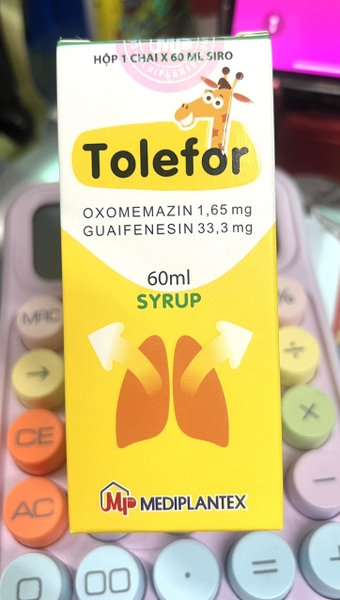 HỘP 1 CHAI X 60 ML SIRO
Tolefor
OXOMEMAZIN 1,65 mg
GUAIFENESIN 33,3 mg
60ml
SYRUP
MP MEDIPLANTEX
MRC
%
→
÷
CE
×
AC
−
0
00
.
=